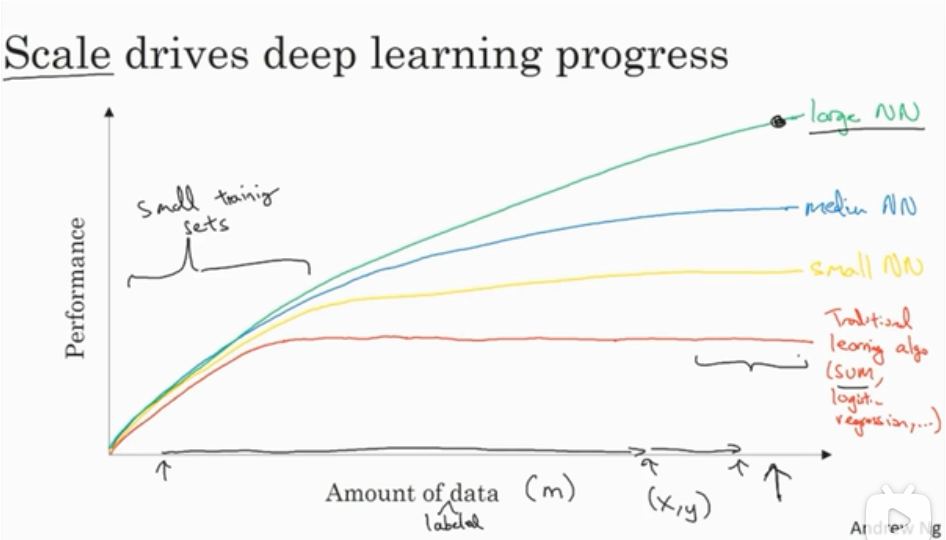 Scale drives deep learning progress
large NN
small training
sets
medium NN
small NN
Performance
Traditional
learning algo
(SVM,
logistic
regression,...)
Amount of data (m)
labeled
(x,y)
Andrew Ng